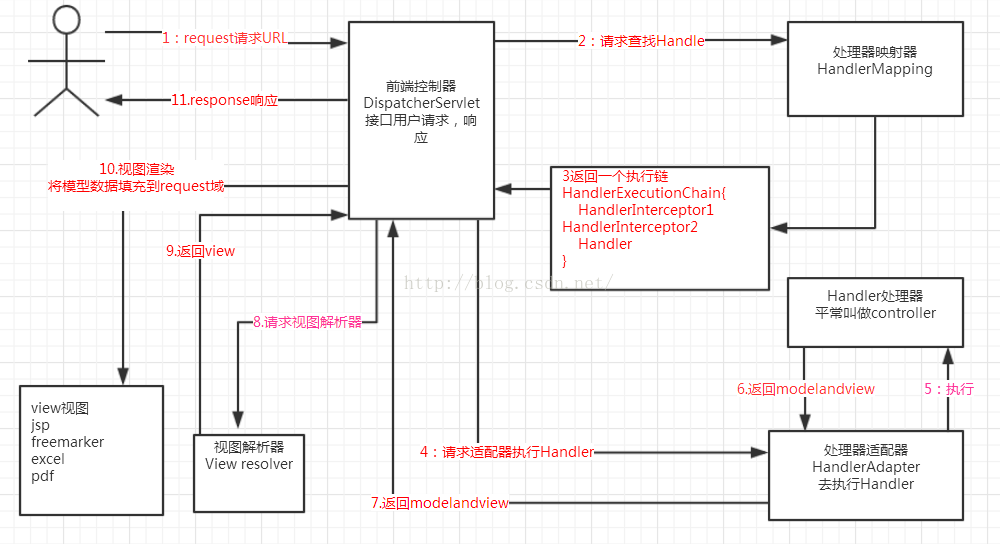 1：request请求URL
2：请求查找Handle
处理器映射器
HandlerMapping
前端控制器
DispatcherServlet
接口用户请求，响
应
11.response响应
10.视图渲染
将模型数据填充到request域
3返回一个执行链
HandlerExecutionChain{
HandlerInterceptor1
HandlerInterceptor2
Handler
}
9.返回view
http://blog.csdn.net/
Handler处理器
平常叫做controller
8.请求视图解析器
6.返回modelandview
5：执行
view视图
jsp
freemarker
excel
pdf
视图解析器
View resolver
4：请求适配器执行Handler
处理器适配器
HandlerAdapter
去执行Handler
7.返回modelandview